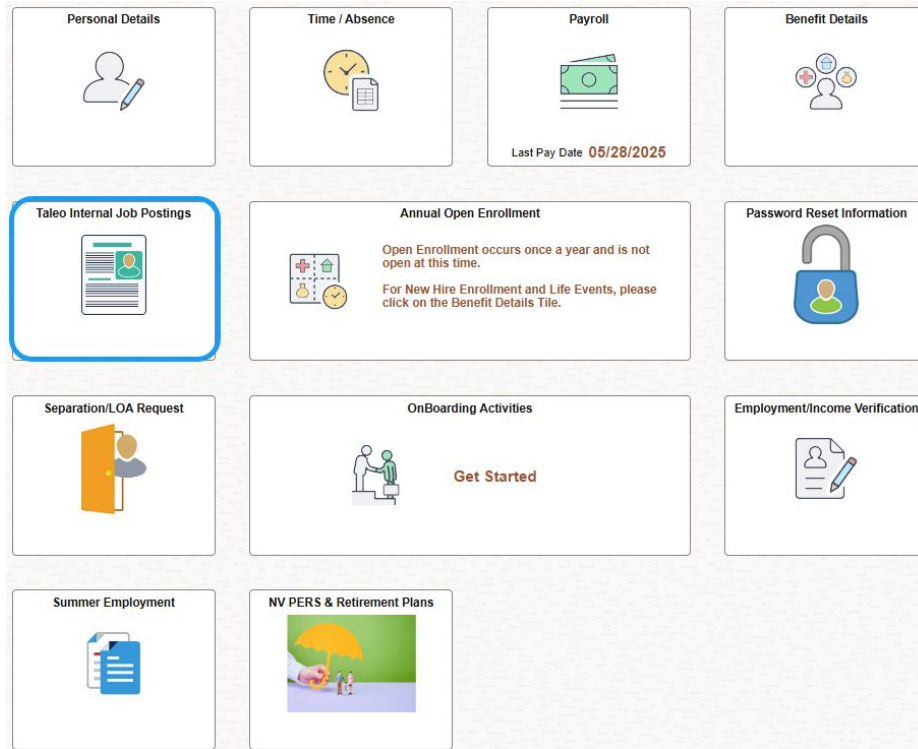 Personal Details
Time / Absence
Payroll
Last Pay Date 05/28/2025
Benefit Details
Taleo Internal Job Postings
Annual Open Enrollment
Open Enrollment occurs once a year and is not
open at this time.
For New Hire Enrollment and Life Events, please
click on the Benefit Details Tile.
Password Reset Information
Separation/LOA Request
OnBoarding Activities
Get Started
Employment/Income Verification
Summer Employment
NV PERS & Retirement Plans